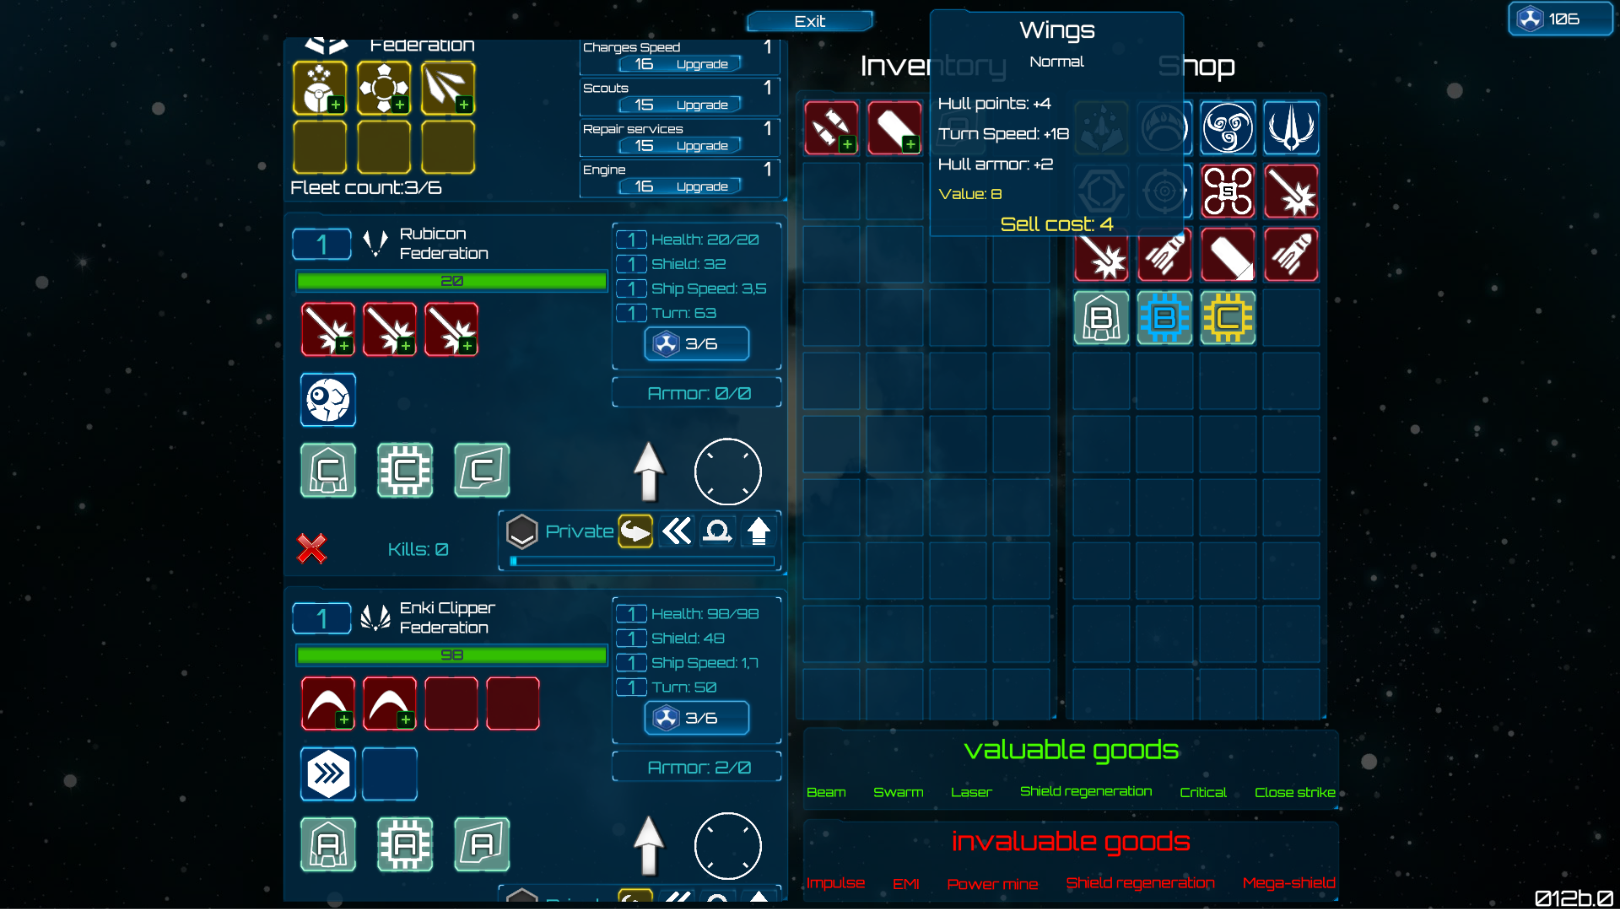 Exit
106
Federation
Charges Speed 1
16 Upgrade
Scouts 1
15 Upgrade
Repair services 1
15 Upgrade
Engine 1
16 Upgrade
Fleet count:3/6
Wings
Normal
Hull points: +4
Turn Speed: +18
Hull armor: +2
Value: 8
Sell cost: 4
Inventory
Shop
S
B
B
C
1
Rubicon
Federation
20
1 Health: 20/20
1 Shield: 32
1 Ship Speed: 3,5
1 Turn: 63
3/6
Armor: 0/0
C C C
Kills: 0
Private
1
Enki Clipper
Federation
98
1 Health: 98/98
1 Shield: 48
1 Ship Speed: 1,7
1 Turn: 50
3/6
Armor: 2/0
A A A
valuable goods
Beam Swarm Laser Shield regeneration Critical Close strike
invaluable goods
Impulse EMI Power mine Shield regeneration Mega-shield
012b.0